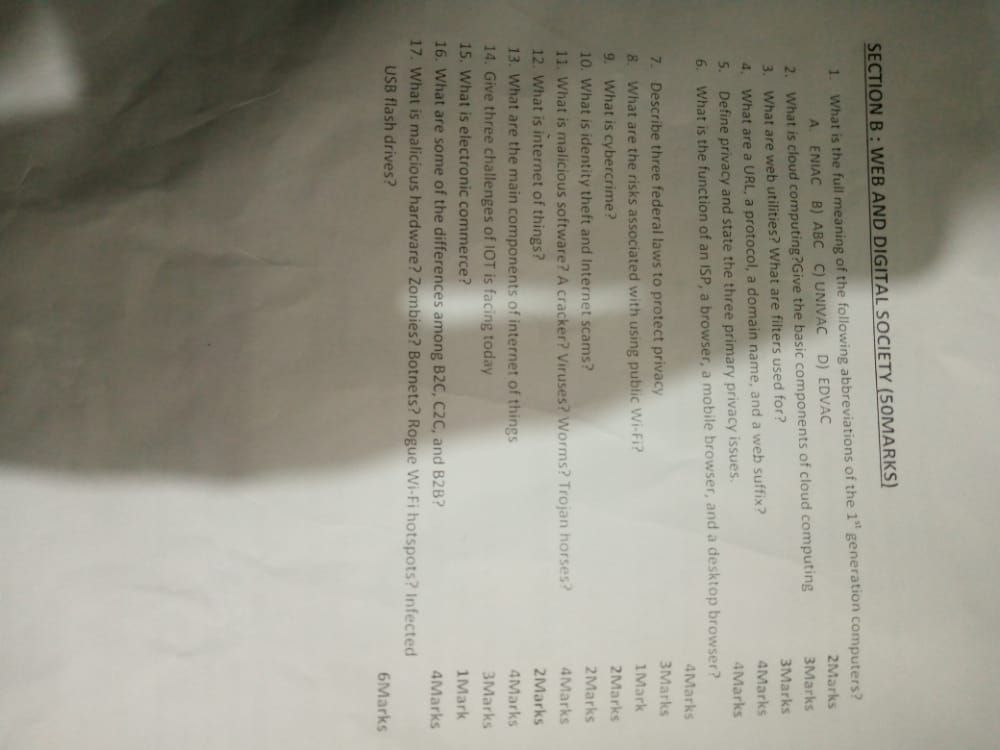 SECTION B : WEB AND DIGITAL SOCIETY (50MARKS)
1. What is the full meaning of the following abbreviations of the 1st generation computers?
A. ENIAC B) ABC C) UNIVAC D) EDVAC 2Marks
2. What is cloud computing?Give the basic components of cloud computing 3Marks
3. What are web utilities? What are filters used for? 3Marks
4. What are a URL, a protocol, a domain name, and a web suffix? 4Marks
5. Define privacy and state the three primary privacy issues. 4Marks
6. What is the function of an ISP, a browser, a mobile browser, and a desktop browser?
4Marks
7. Describe three federal laws to protect privacy 3Marks
8. What are the risks associated with using public Wi-Fi? 1Mark
9. What is cybercrime? 2Marks
10. What is identity theft and Internet scams? 2Marks
11. What is malicious software? A cracker? Viruses? Worms? Trojan horses? 4Marks
12. What is internet of things? 2Marks
13. What are the main components of internet of things 4Marks
14. Give three challenges of IOT is facing today 3Marks
15. What is electronic commerce? 1Mark
16. What are some of the differences among B2C, C2C, and B2B? 4Marks
17. What is malicious hardware? Zombies? Botnets? Rogue Wi-Fi hotspots? Infected
USB flash drives? 6Marks